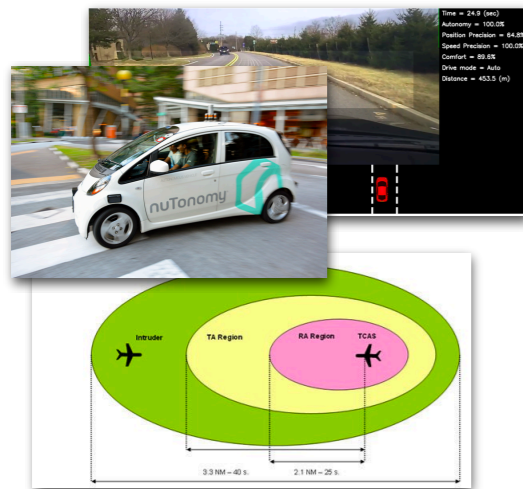 Time = 24.9 (sec)
Autonomy = 100.0%
Position Precision = 64.8%
Speed Precision = 100.0%
Comfort = 89.6%
Drive mode = Auto
Distance = 453.5 (m)
nuTonomy
Intruder TA Region RA Region TCAS
3.3 NM – 40 s. 2.1 NM – 25 s.